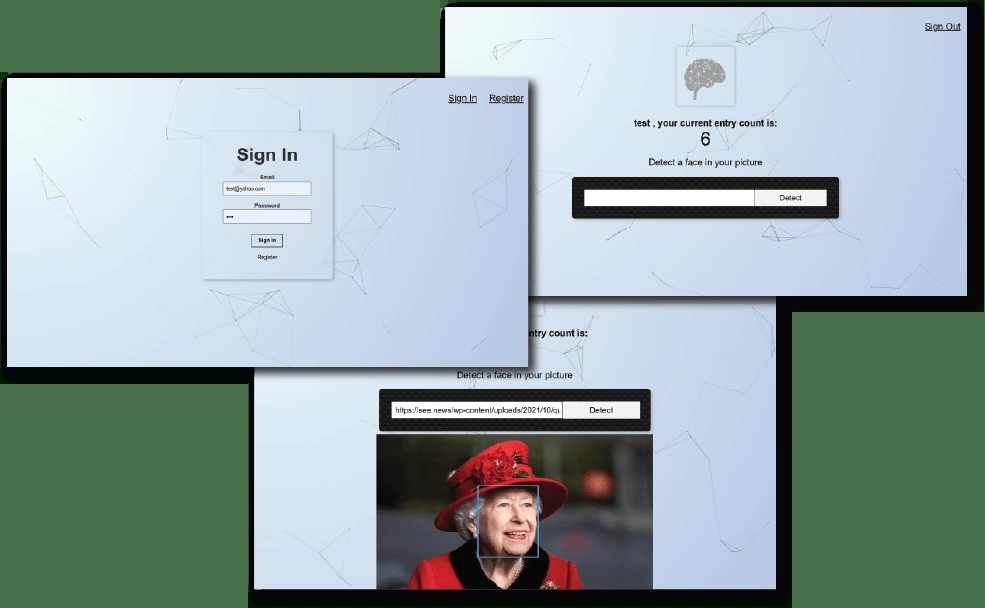 Sign In Register
Sign In
Email
test@yahoo.com
Password
••••
Sign in
Register
Sign Out
test , your current entry count is:
6
Detect a face in your picture
Detect
ntry count is:
Detect a face in your picture
https://see.news/wp-content/uploads/2021/10/qu
Detect